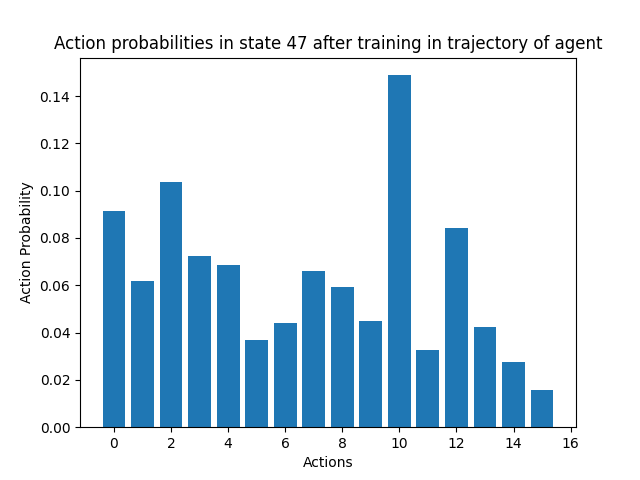 Action probabilities in state 47 after training in trajectory of agent
0.14
0.12
0.10
0.08
0.06
0.04
0.02
0.00
Action Probability
0 2 4 6 8 10 12 14 16
Actions